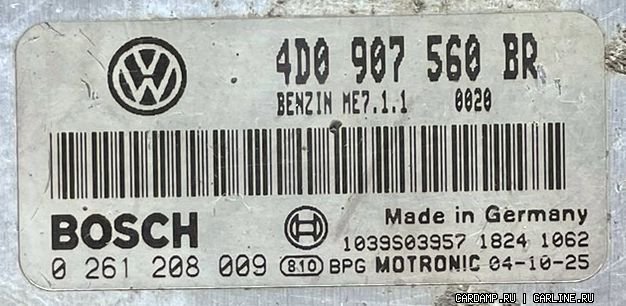 4D0 907 560 BR
BENZIN ME7.1.1 0020
BOSCH
Made in Germany
1039S03957 1824 1062
0 261 208 009 810 BPG MOTRONIC 04-10-25
CARDAMP.RU | CARLINE.RU